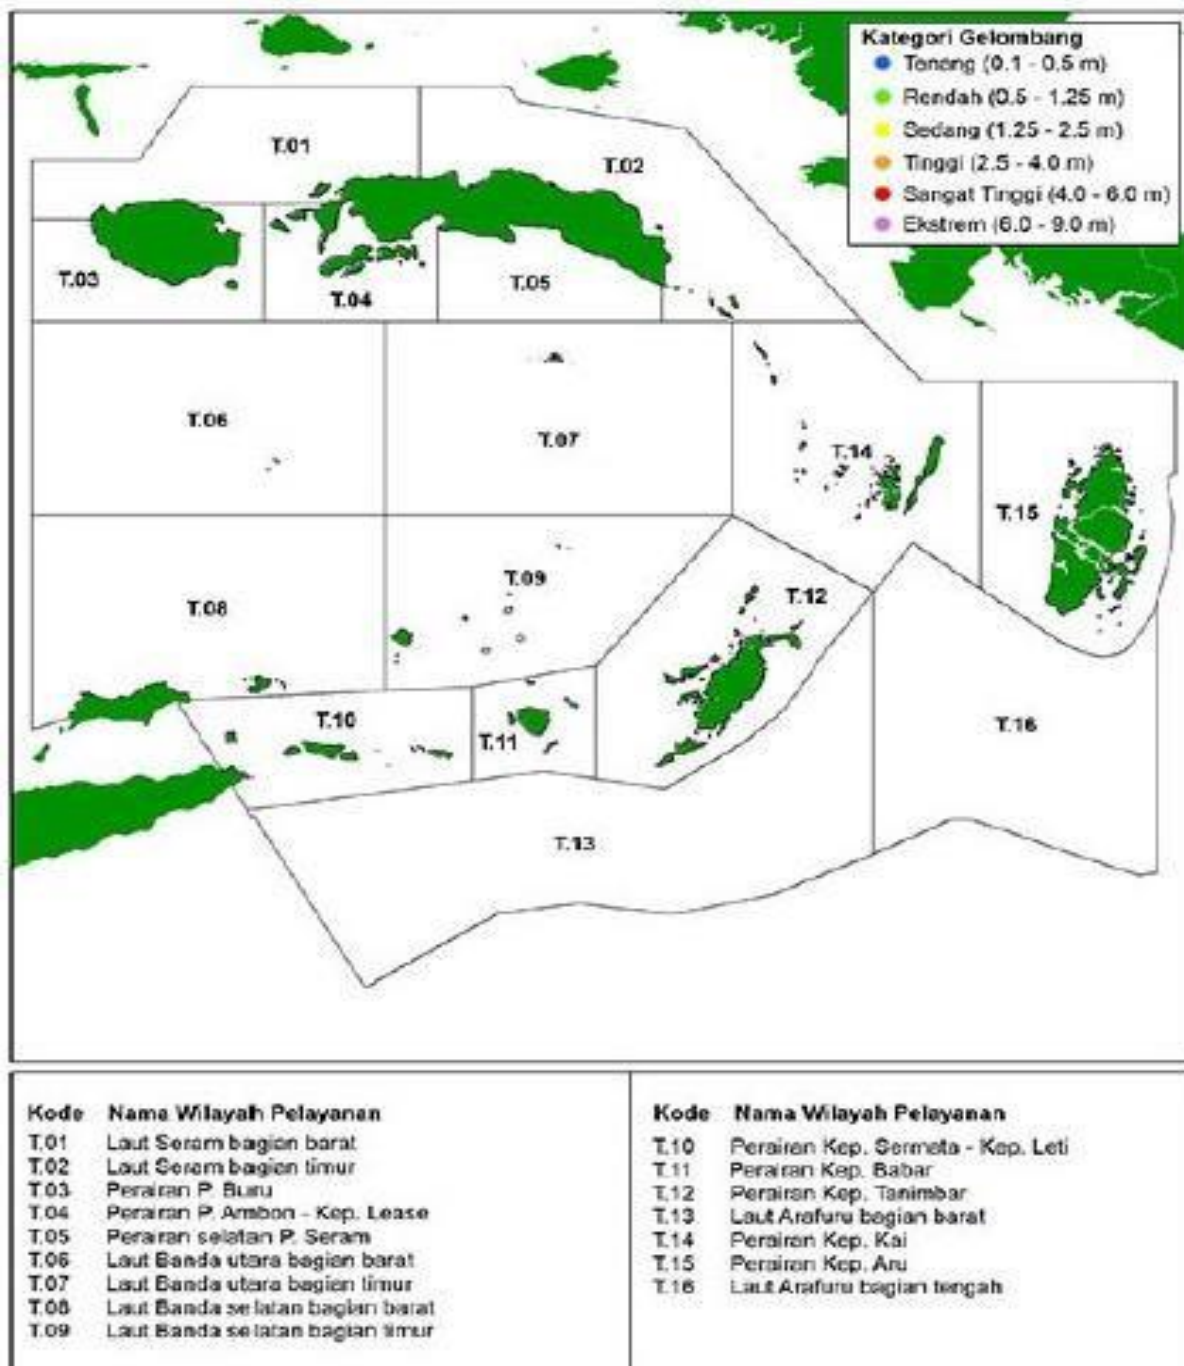 Kategori Gelombang
Tenang (0.1 - 0.5 m)
Rendah (0.5 - 1.25 m)
Sedang (1.25 - 2.5 m)
Tinggi (2.5 - 4.0 m)
Sangat Tinggi (4.0 - 6.0 m)
Ekstrem (6.0 - 9.0 m)
T.01
T.02
T.03
T.04
T.05
T.06
T.07
T.14
T.15
T.08
T.09
T.12
T.10
T.11
T.16
T.13
Kode Nama Wilayah Pelayanan
T.01 Laut Seram bagian barat
T.02 Laut Seram bagian timur
T.03 Perairan P. Buru
T.04 Perairan P. Ambon - Kep. Lease
T.05 Perairan selatan P. Seram
T.06 Laut Banda utara bagian barat
T.07 Laut Banda utara bagian timur
T.08 Laut Banda selatan bagian barat
T.09 Laut Banda selatan bagian timur
Kode Nama Wilayah Pelayanan
T.10 Perairan Kep. Sermata - Kep. Leti
T.11 Perairan Kep. Babar
T.12 Perairan Kep. Tanimbar
T.13 Laut Arafuru bagian barat
T.14 Perairan Kep. Kai
T.15 Perairan Kep. Aru
T.16 Laut Arafuru bagian tengah